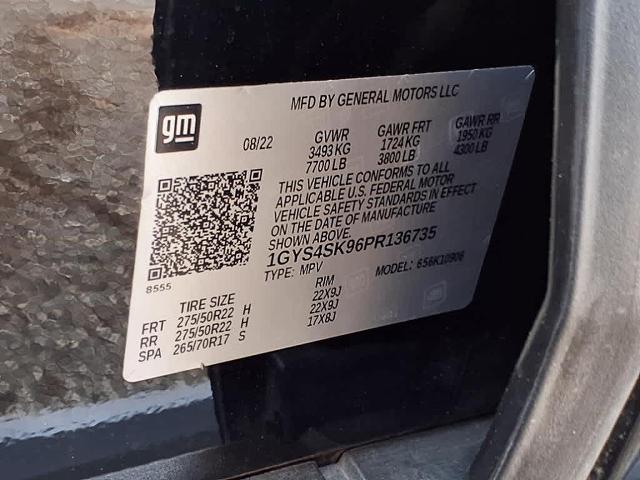 MFD BY GENERAL MOTORS LLC
gm
08/22 GVWR GAWR FRT GAWR RR
3493 KG 1724 KG 1950 KG
7700 LB 3800 LB 4300 LB
THIS VEHICLE CONFORMS TO ALL
APPLICABLE U.S. FEDERAL MOTOR
VEHICLE SAFETY STANDARDS IN EFFECT
ON THE DATE OF MANUFACTURE
SHOWN ABOVE.
1GYS4SK96PR136735
TYPE: MPV MODEL: 656K10906
8555
TIRE SIZE RIM
FRT 275/50R22 H 22X9J
RR 275/50R22 H 22X9J
SPA 265/70R17 S 17X8J